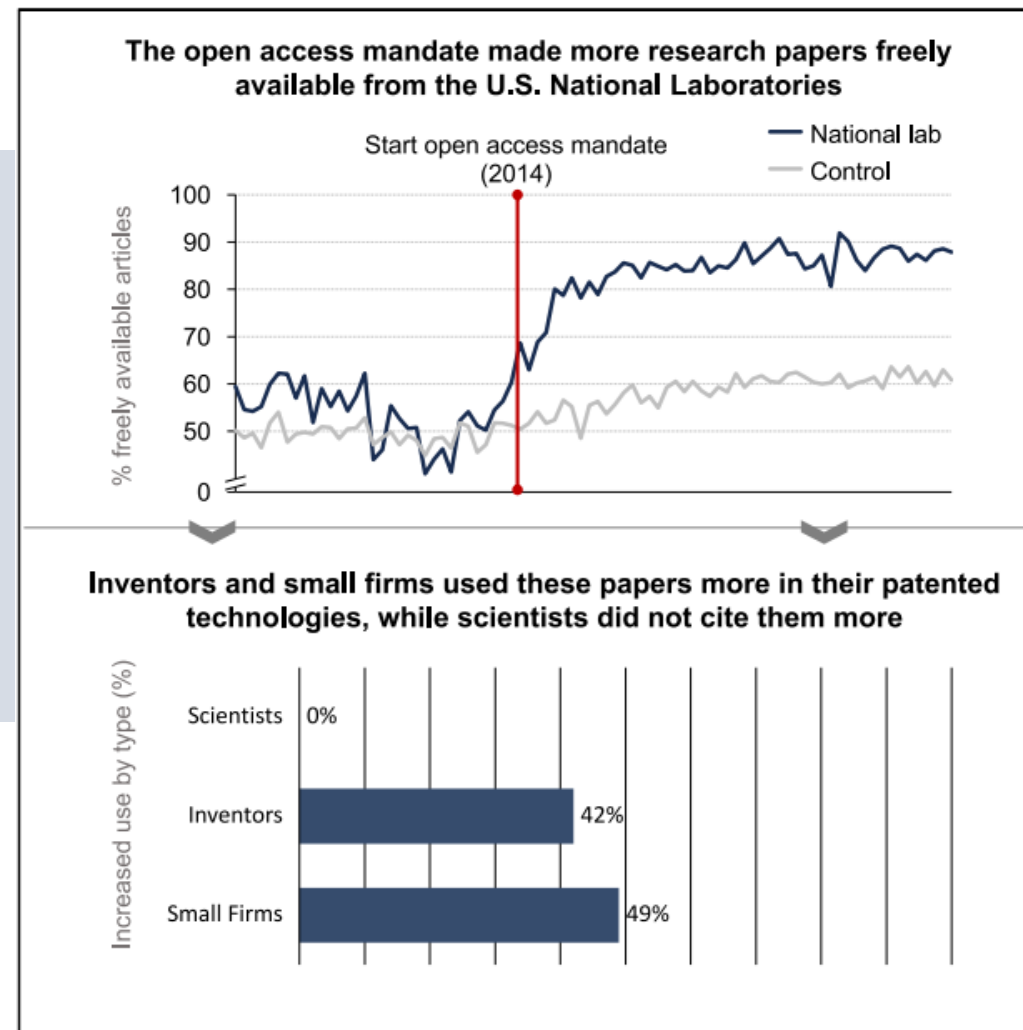 The open access mandate made more research papers freely
available from the U.S. National Laboratories
Start open access mandate
(2014)
National lab
Control
% freely available articles
100
90
80
70
60
50
0
Inventors and small firms used these papers more in their patented
technologies, while scientists did not cite them more
Increased use by type (%)
Scientists
0%
Inventors
42%
Small Firms
49%